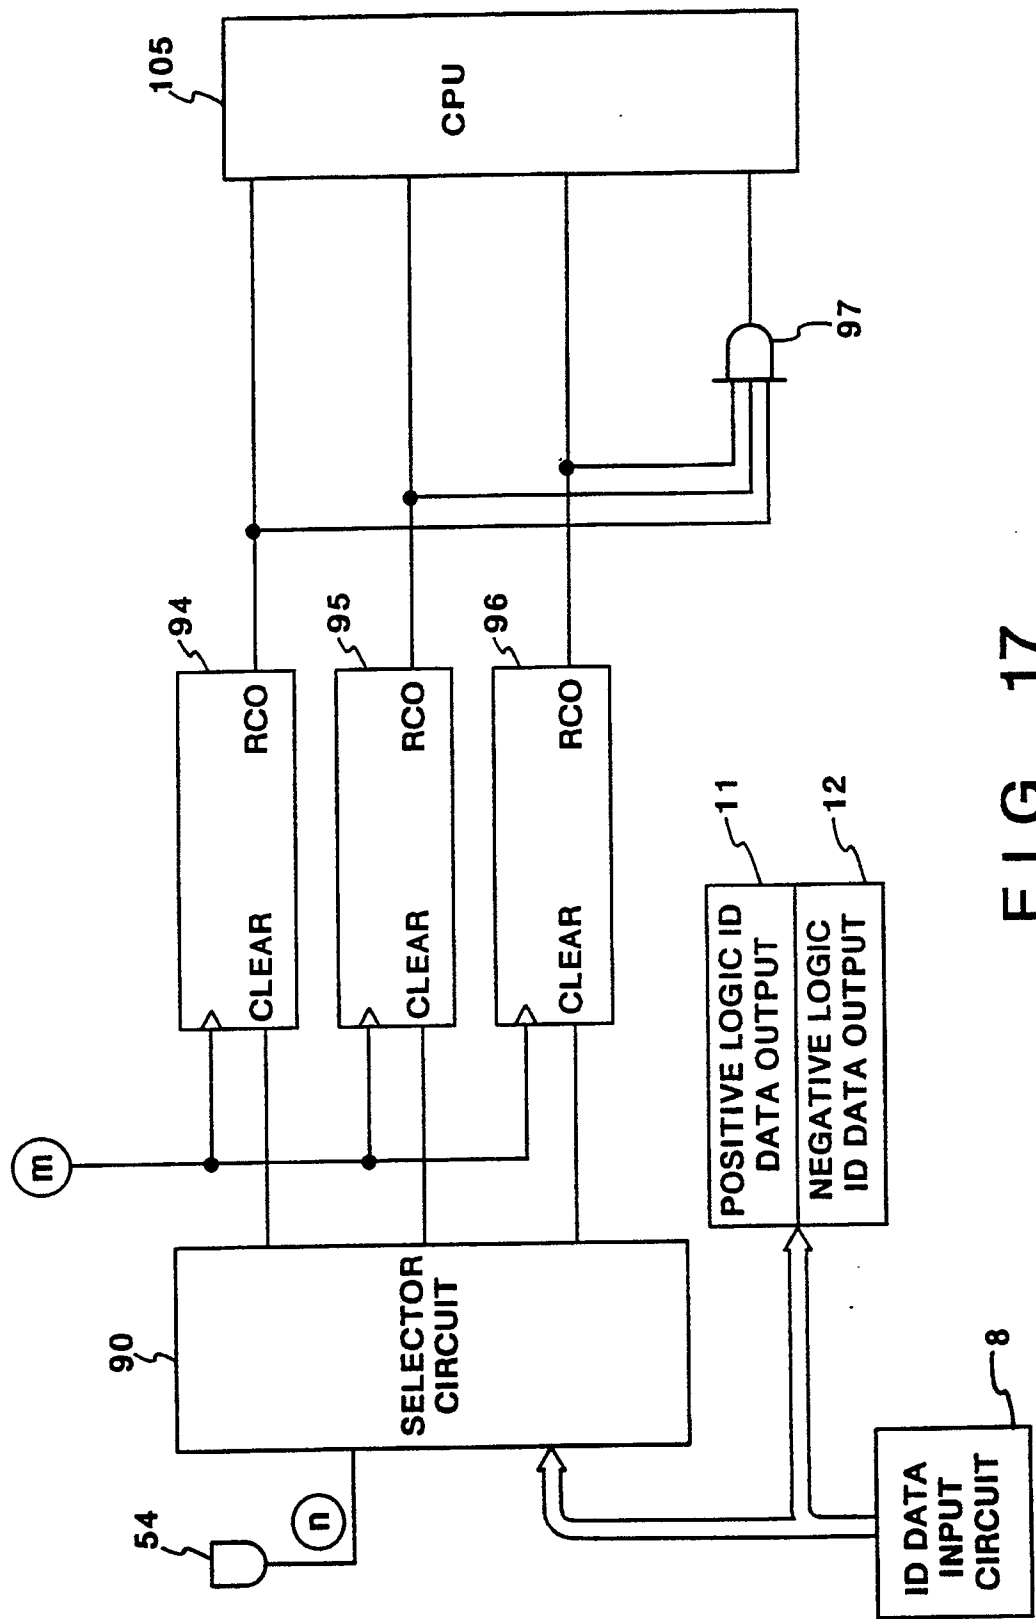 54
n
90
SELECTOR
CIRCUIT
m
94
CLEAR
RCO
95
CLEAR
RCO
96
CLEAR
RCO
105
CPU
97
8
ID DATA
INPUT
CIRCUIT
11
POSITIVE LOGIC ID
DATA OUTPUT
12
NEGATIVE LOGIC
ID DATA OUTPUT
FIG. 17